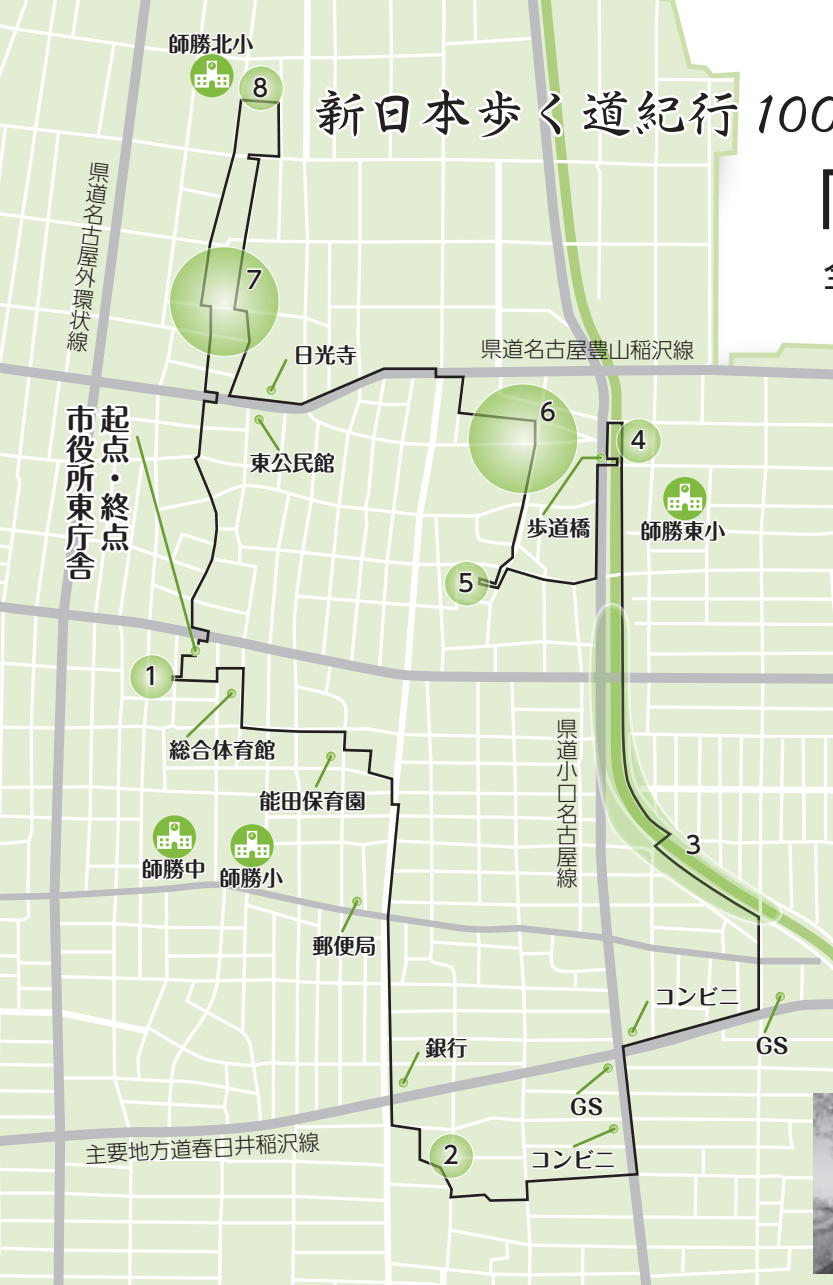 師勝北小
8
新日本歩く道紀行 100
県道名古屋外環状線
7
日光寺
県道名古屋豊山稲沢線
起点・終点
市役所東庁舎
東公民館
6
4
歩道橋
師勝東小
5
1
総合体育館
能田保育園
県道小口名古屋線
3
師勝中
師勝小
郵便局
コンビニ
GS
銀行
GS
コンビニ
2
主要地方道春日井稲沢線